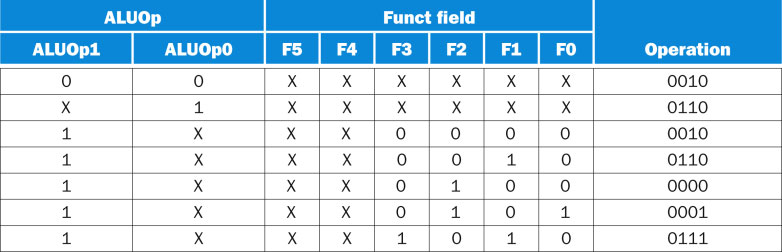 ALUOp Funct field Operation
ALUOp1 ALUOp0 F5 F4 F3 F2 F1 F0
0 0 X X X X X X 0010
X 1 X X X X X X 0110
1 X X X 0 0 0 0 0010
1 X X X 0 0 1 0 0110
1 X X X 0 1 0 0 0000
1 X X X 0 1 0 1 0001
1 X X X 1 0 1 0 0111